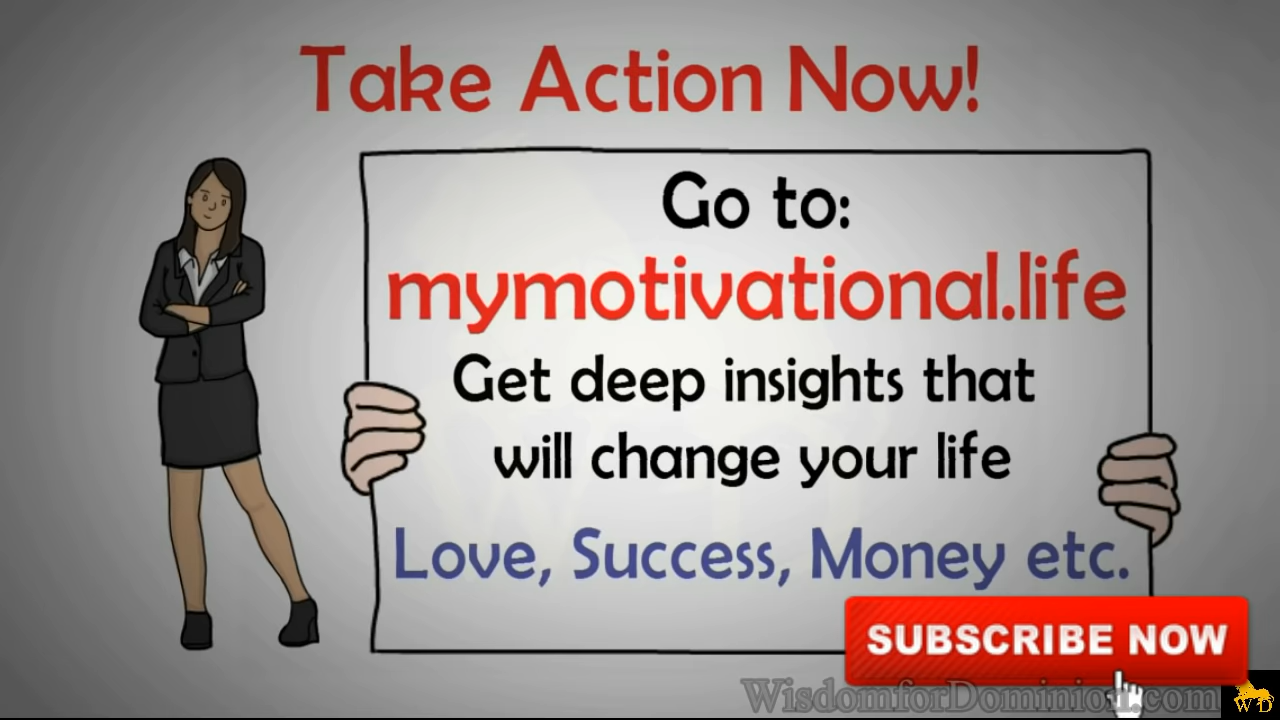 Take Action Now!
Go to:
mymotivational.life
Get deep insights that
will change your life
Love, Success, Money etc.
SUBSCRIBE NOW
WisdomforDominion.com
WD